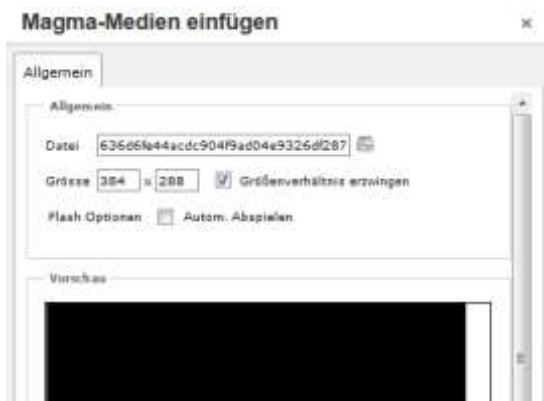 Magma-Medien einfügen
Allgemein
Allgemein
Datei 636d6fe44acdc904f9ad04e9326df287
Grösse 384 x 288 Größenverhältnis erzwingen
Flash Optionen Autom. Abspielen
Vorschau